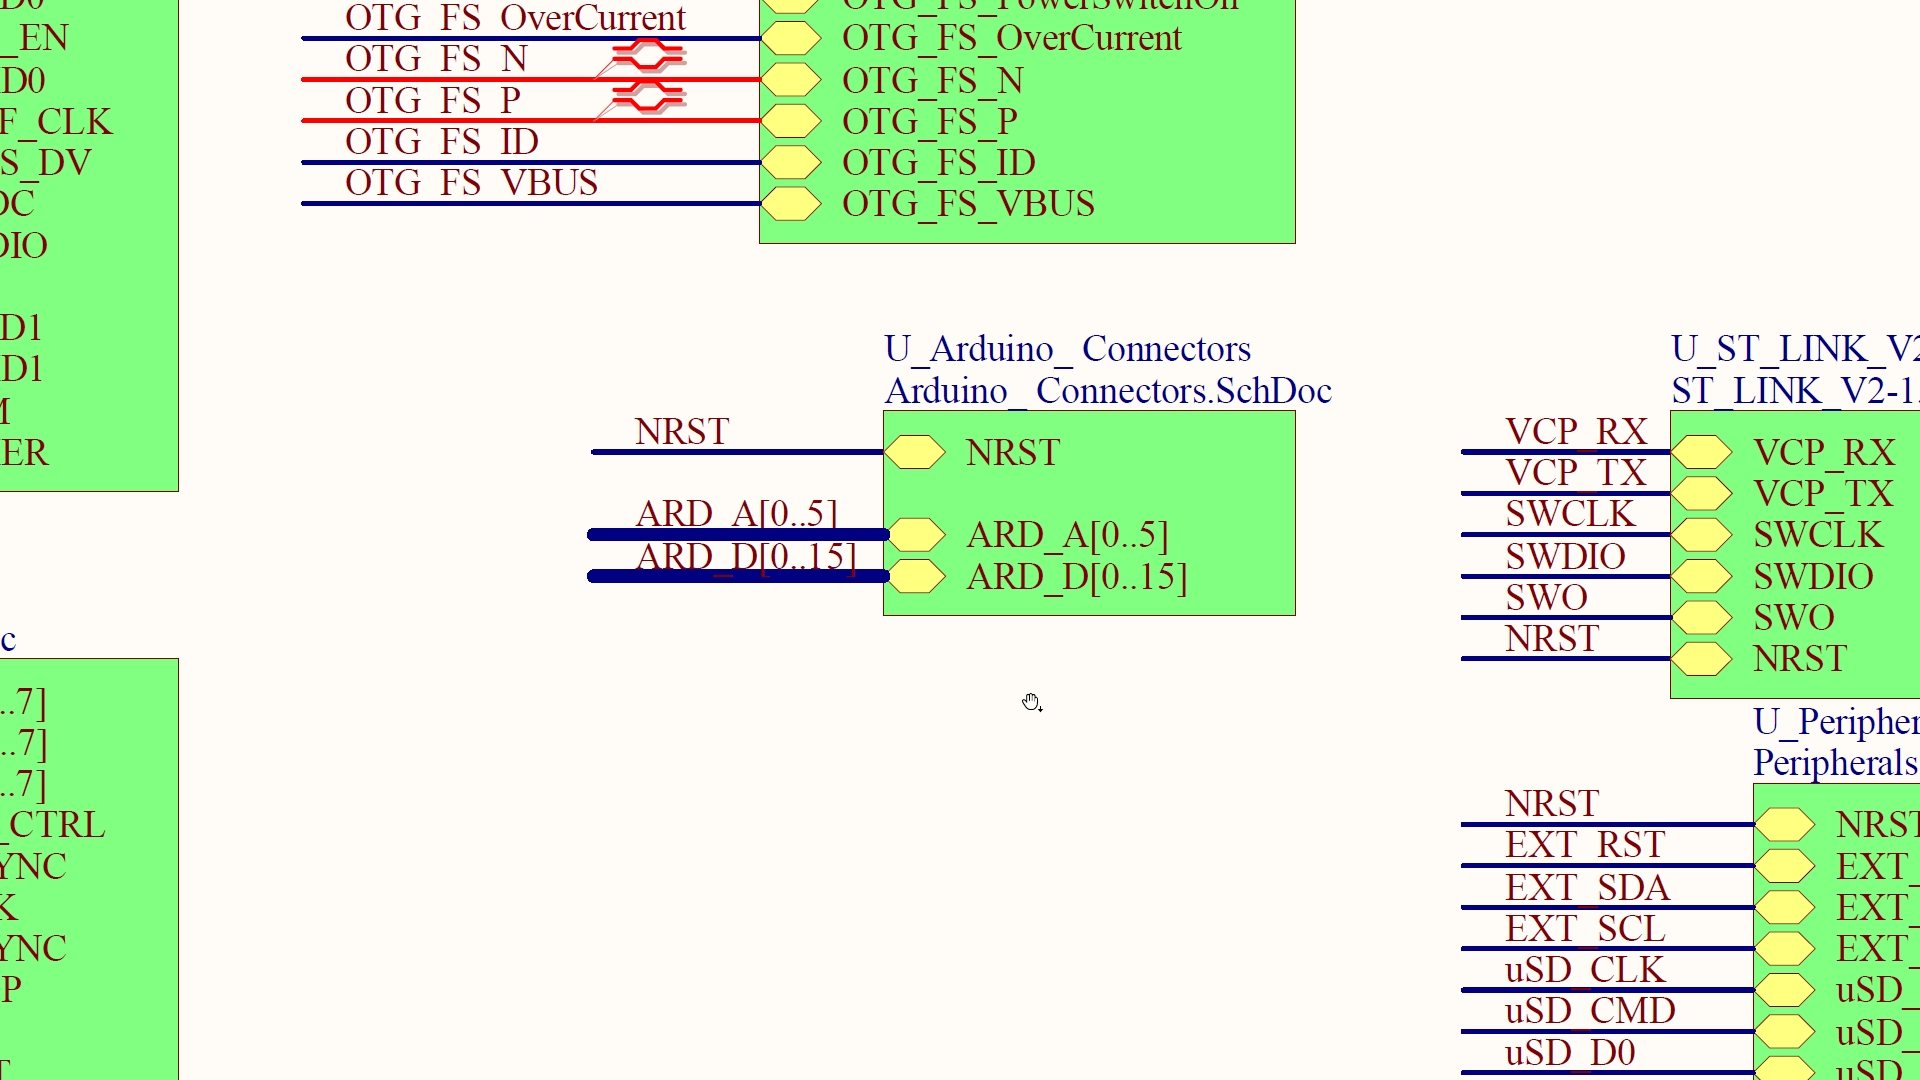 _EN
D0
F_CLK
S_DV
OC
DIO
D1
D1
M
ER
c
..7]
..7]
..7]
_CTRL
YNC
K
YNC
P
T
OTG_FS_OverCurrent
OTG_FS_N
OTG_FS_P
OTG_FS_ID
OTG_FS_VBUS
OTG_FS_PowerSwitchOn
OTG_FS_OverCurrent
OTG_FS_N
OTG_FS_P
OTG_FS_ID
OTG_FS_VBUS
U_Arduino_ Connectors
Arduino_ Connectors.SchDoc
NRST
ARD_A[0..5]
ARD_D[0..15]
NRST
ARD_A[0..5]
ARD_D[0..15]
U_ST_LINK_V2
ST_LINK_V2-1.
VCP_RX
VCP_TX
SWCLK
SWDIO
SWO
NRST
VCP_RX
VCP_TX
SWCLK
SWDIO
SWO
NRST
U_Peripher
Peripherals
NRST
EXT_RST
EXT_SDA
EXT_SCL
uSD_CLK
uSD_CMD
uSD_D0
NRST
EXT_
EXT_
EXT_
uSD_
uSD_
uSD